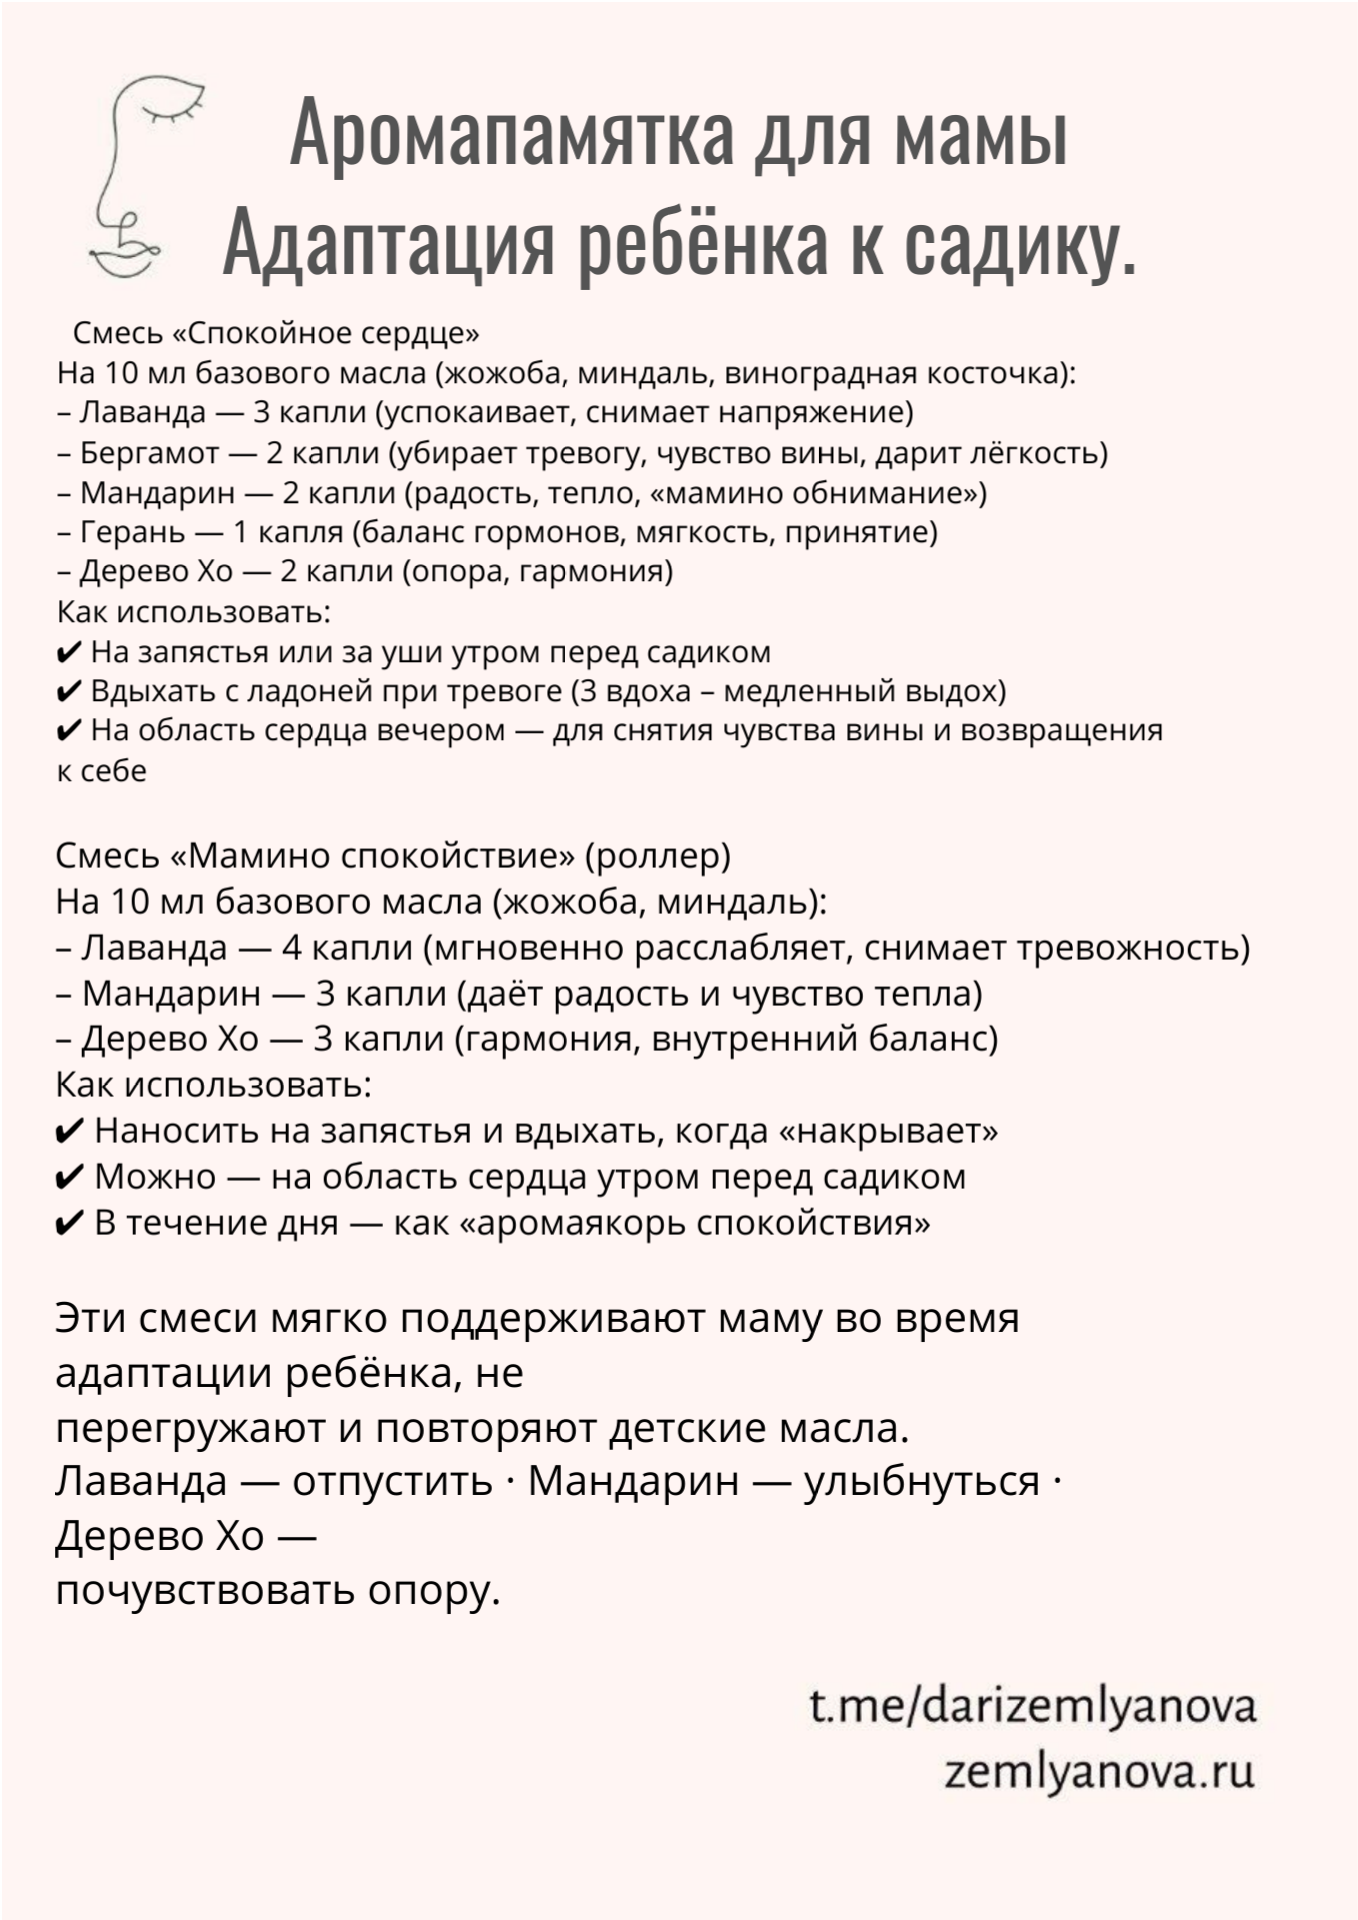 Аромапамятка для мамы
Адаптация ребёнка к садику.
Смесь «Спокойное сердце»
На 10 мл базового масла (жожоба, миндаль, виноградная косточка):
– Лаванда — 3 капли (успокаивает, снимает напряжение)
– Бергамот — 2 капли (убирает тревогу, чувство вины, дарит лёгкость)
– Мандарин — 2 капли (радость, тепло, «мамино обнимание»)
– Герань — 1 капля (баланс гормонов, мягкость, принятие)
– Дерево Хо — 2 капли (опора, гармония)
Как использовать:
✔ На запястья или за уши утром перед садиком
✔ Вдыхать с ладоней при тревоге (3 вдоха – медленный выдох)
✔ На область сердца вечером — для снятия чувства вины и возвращения
к себе
Смесь «Мамино спокойствие» (роллер)
На 10 мл базового масла (жожоба, миндаль):
– Лаванда — 4 капли (мгновенно расслабляет, снимает тревожность)
– Мандарин — 3 капли (даёт радость и чувство тепла)
– Дерево Хо — 3 капли (гармония, внутренний баланс)
Как использовать:
✔ Наносить на запястья и вдыхать, когда «накрывает»
✔ Можно — на область сердца утром перед садиком
✔ В течение дня — как «аромаякорь спокойствия»
Эти смеси мягко поддерживают маму во время
адаптации ребёнка, не
перегружают и повторяют детские масла.
Лаванда — отпустить · Мандарин — улыбнуться ·
Дерево Хо —
почувствовать опору.
t.me/darizemlyanova
zemlyanova.ru